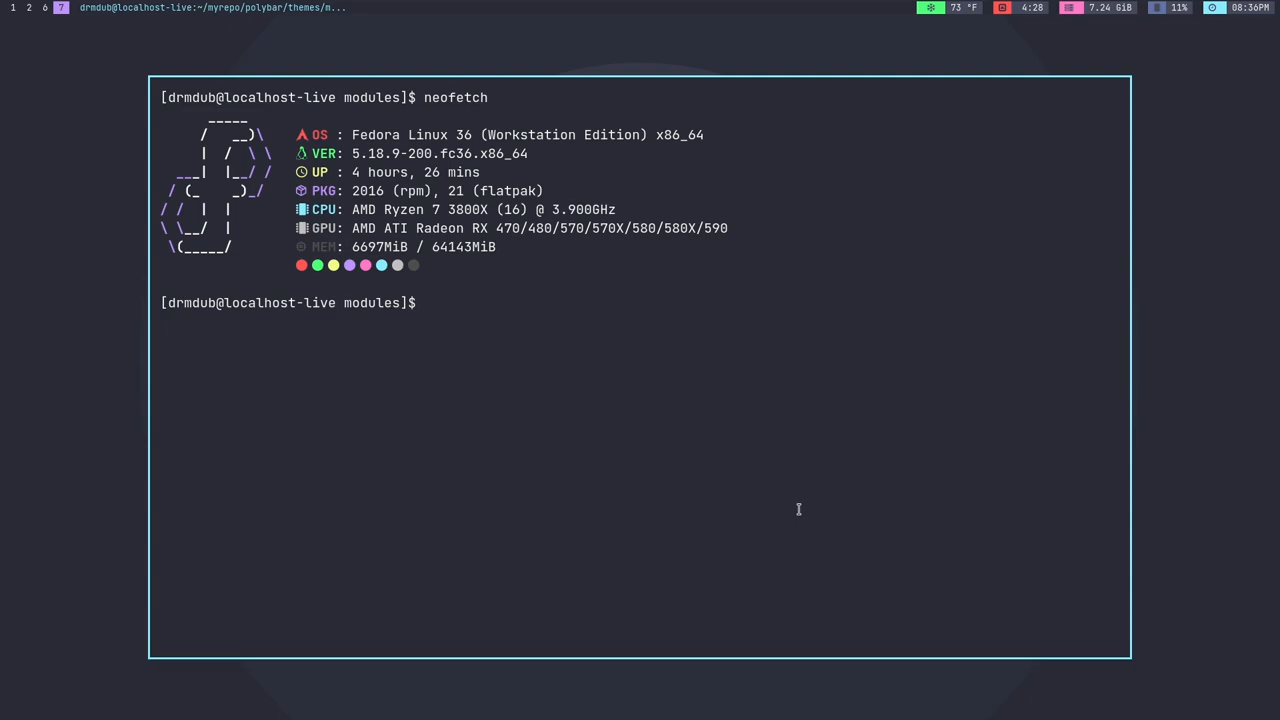 1 2 6 7 drmdub@localhost-live:~/myrepo/polybar/themes/m... 73 °F 4:28 7.24 GiB 11% 08:36PM
[drmdub@localhost-live modules]$ neofetch
OS : Fedora Linux 36 (Workstation Edition) x86_64
VER: 5.18.9-200.fc36.x86_64
UP : 4 hours, 26 mins
PKG: 2016 (rpm), 21 (flatpak)
CPU: AMD Ryzen 7 3800X (16) @ 3.900GHz
GPU: AMD ATI Radeon RX 470/480/570/570X/580/580X/590
MEM: 6697MiB / 64143MiB
[drmdub@localhost-live modules]$